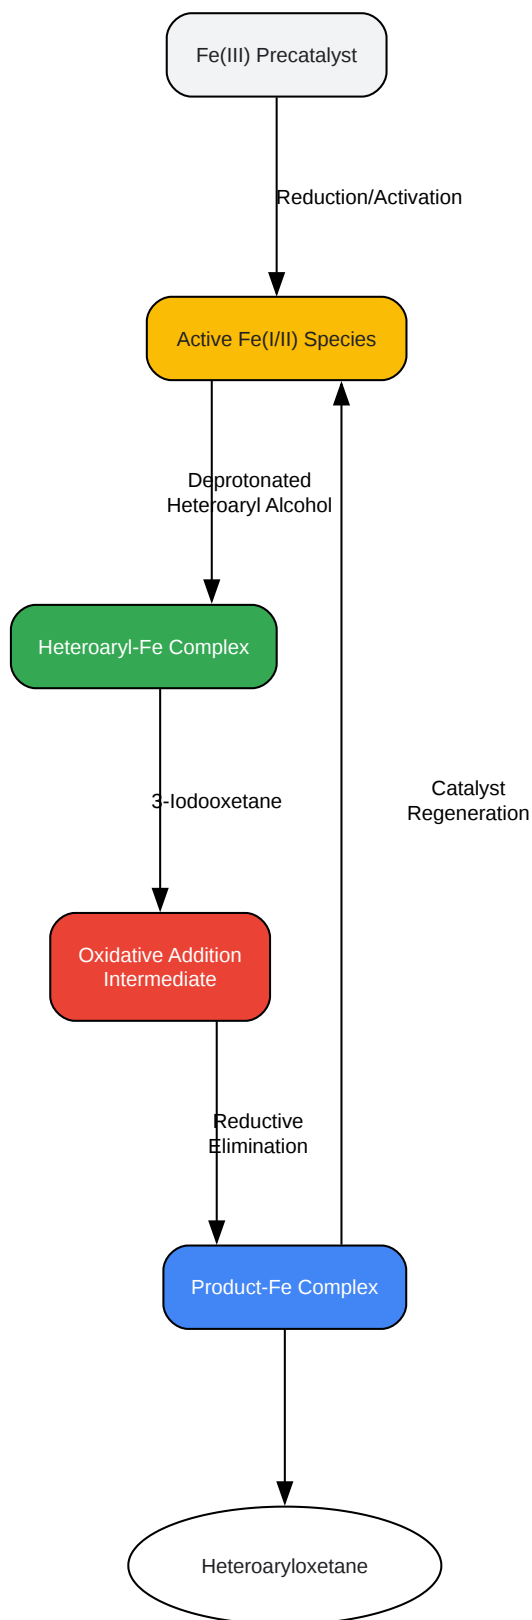 Fe(III) Precatalyst
Reduction/Activation
Active Fe(I/II) Species
Deprotonated
Heteroaryl Alcohol
Heteroaryl-Fe Complex
3-Iodooxetane
Catalyst
Regeneration
Oxidative Addition
Intermediate
Reductive
Elimination
Product-Fe Complex
Heteroaryloxetane